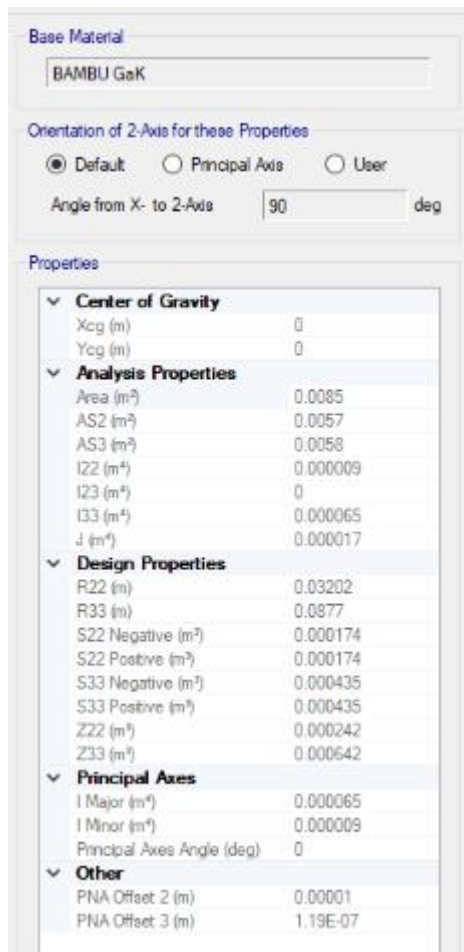 Base Material
BAMBU GaK
Orientation of 2-Axis for these Properties
Default Principal Axis User
Angle from X- to 2-Axis 90 deg
Properties
Center of Gravity
Xcg (m) 0
Ycg (m) 0
Analysis Properties
Area (m²) 0.0085
AS2 (m²) 0.0057
AS3 (m²) 0.0058
I22 (m⁴) 0.000009
I23 (m⁴) 0
I33 (m⁴) 0.000065
J (m⁴) 0.000017
Design Properties
R22 (m) 0.03202
R33 (m) 0.0877
S22 Negative (m³) 0.000174
S22 Positive (m³) 0.000174
S33 Negative (m³) 0.000435
S33 Positive (m³) 0.000435
Z22 (m³) 0.000242
Z33 (m³) 0.000642
Principal Axes
I Major (m⁴) 0.000065
I Minor (m⁴) 0.000009
Principal Axes Angle (deg) 0
Other
PNA Offset 2 (m) 0.00001
PNA Offset 3 (m) 1.19E-07